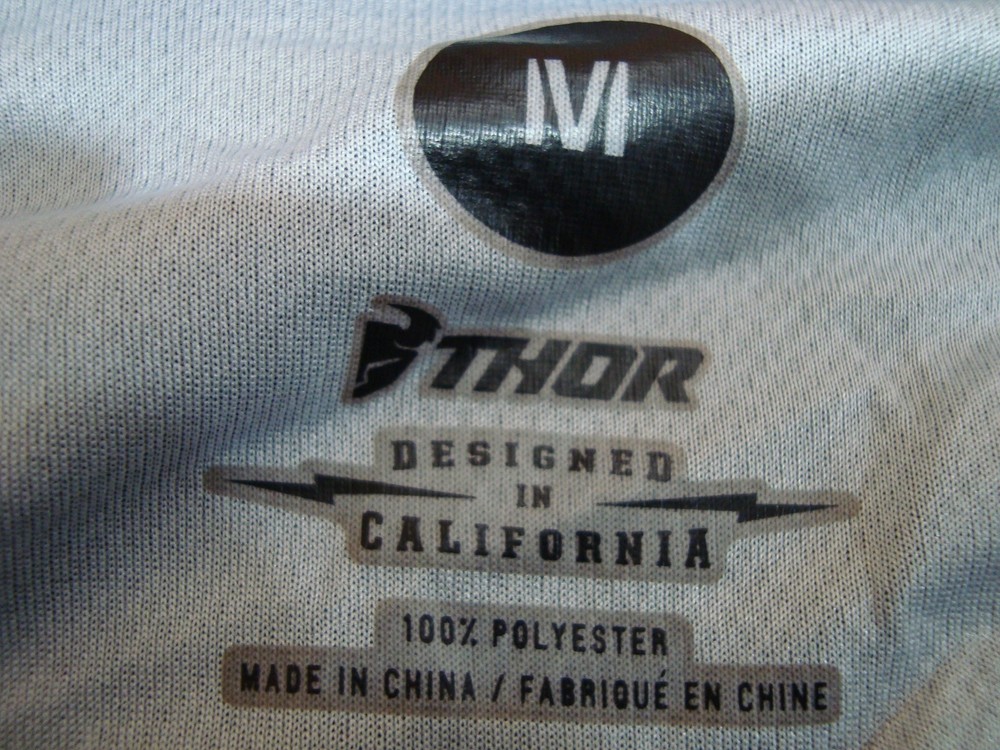 M
THOR
DESIGNED
IN
CALIFORNIA
100% POLYESTER
MADE IN CHINA / FABRIQUÉ EN CHINE